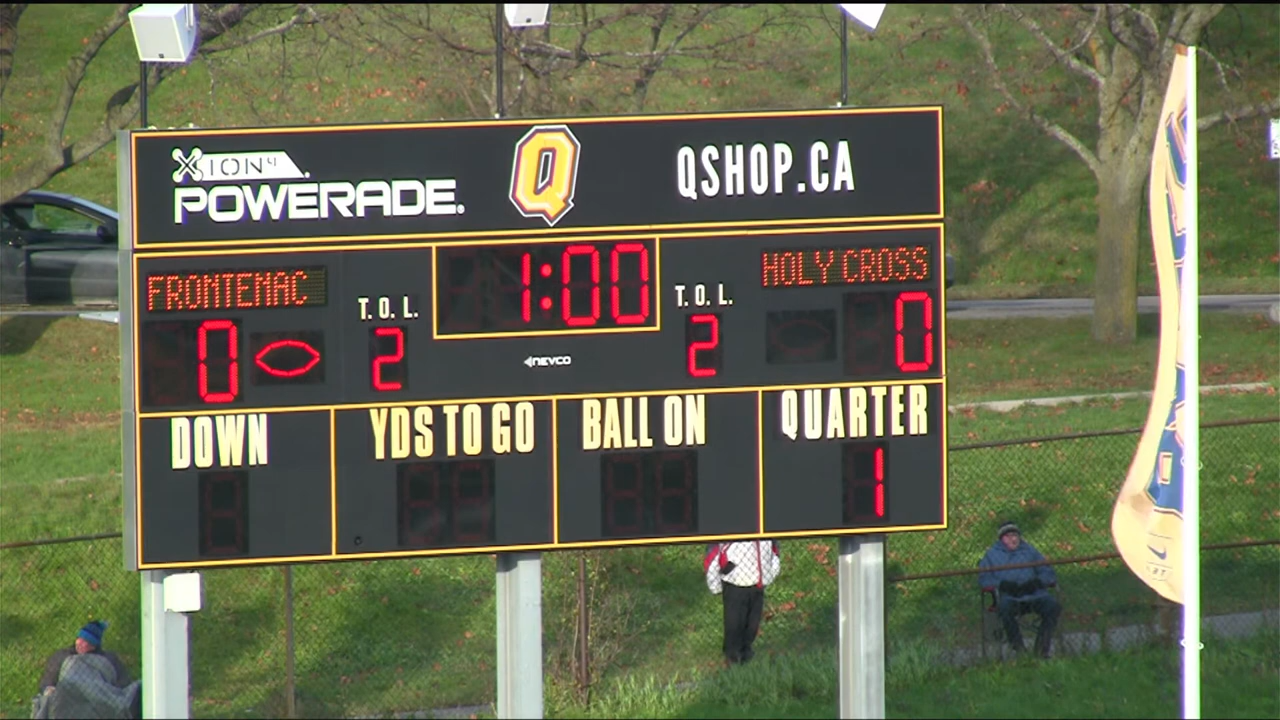 XION⁴
POWERADE.
Q
QSHOP.CA
FRONTENAC
1:00
HOLY CROSS
T.O.L.
T.O.L.
0
2
2
0
NEVCO
DOWN
YDS TO GO
BALL ON
QUARTER
1